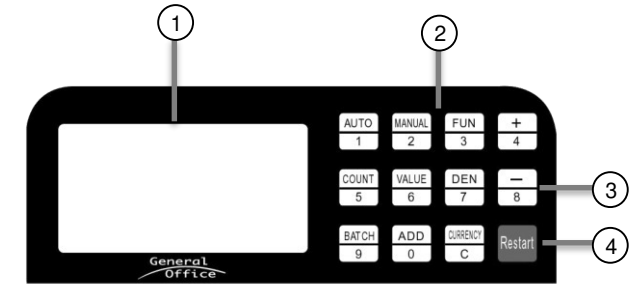 1
2
AUTO MANUAL FUN +
1 2 3 4
COUNT VALUE DEN —
5 6 7 8
3
BATCH ADD CURRENCY Restart
9 0 C
4
General
Office